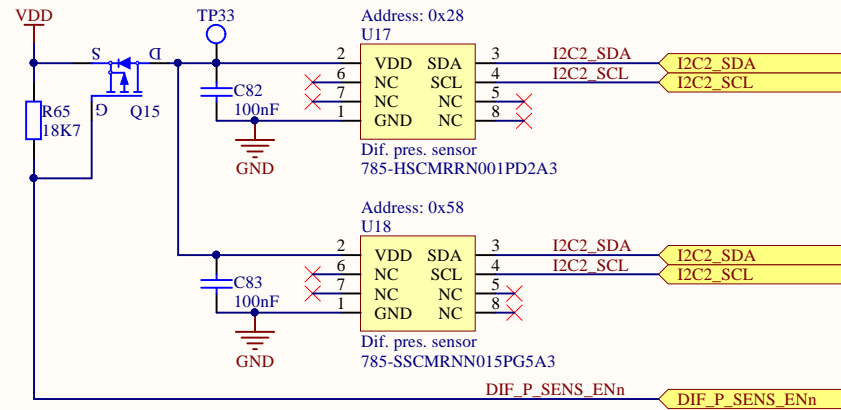 VDD
TP33
Address: 0x28
U17
S
D
G
Q15
R65
18K7
C82
100nF
GND
2
6
7
1
VDD SDA
NC SCL
NC NC
GND NC
3
4
5
8
I2C2_SDA
I2C2_SCL
I2C2_SDA
I2C2_SCL
Dif. pres. sensor
785-HSCMRRN001PD2A3
Address: 0x58
U18
C83
100nF
GND
2
6
7
1
VDD SDA
NC SCL
NC NC
GND NC
3
4
5
8
I2C2_SDA
I2C2_SCL
I2C2_SDA
I2C2_SCL
Dif. pres. sensor
785-SSCMRNN015PG5A3
DIF_P_SENS_ENn
DIF_P_SENS_ENn